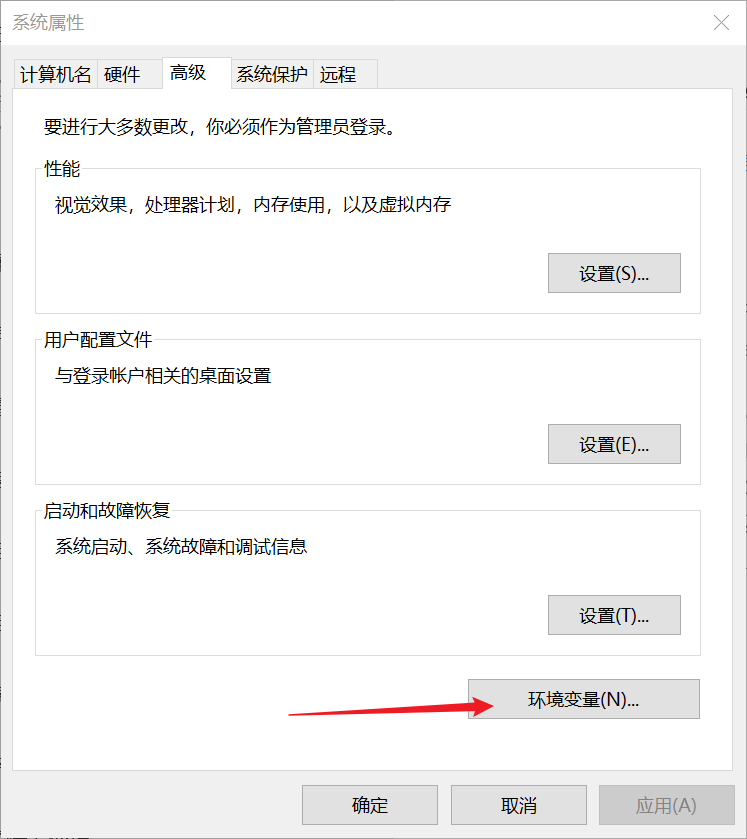 系统属性
计算机名 硬件 高级 系统保护 远程
要进行大多数更改，你必须作为管理员登录。
性能
视觉效果，处理器计划，内存使用，以及虚拟内存
设置(S)...
用户配置文件
与登录帐户相关的桌面设置
设置(E)...
启动和故障恢复
系统启动、系统故障和调试信息
设置(T)...
环境变量(N)...
确定 取消 应用(A)